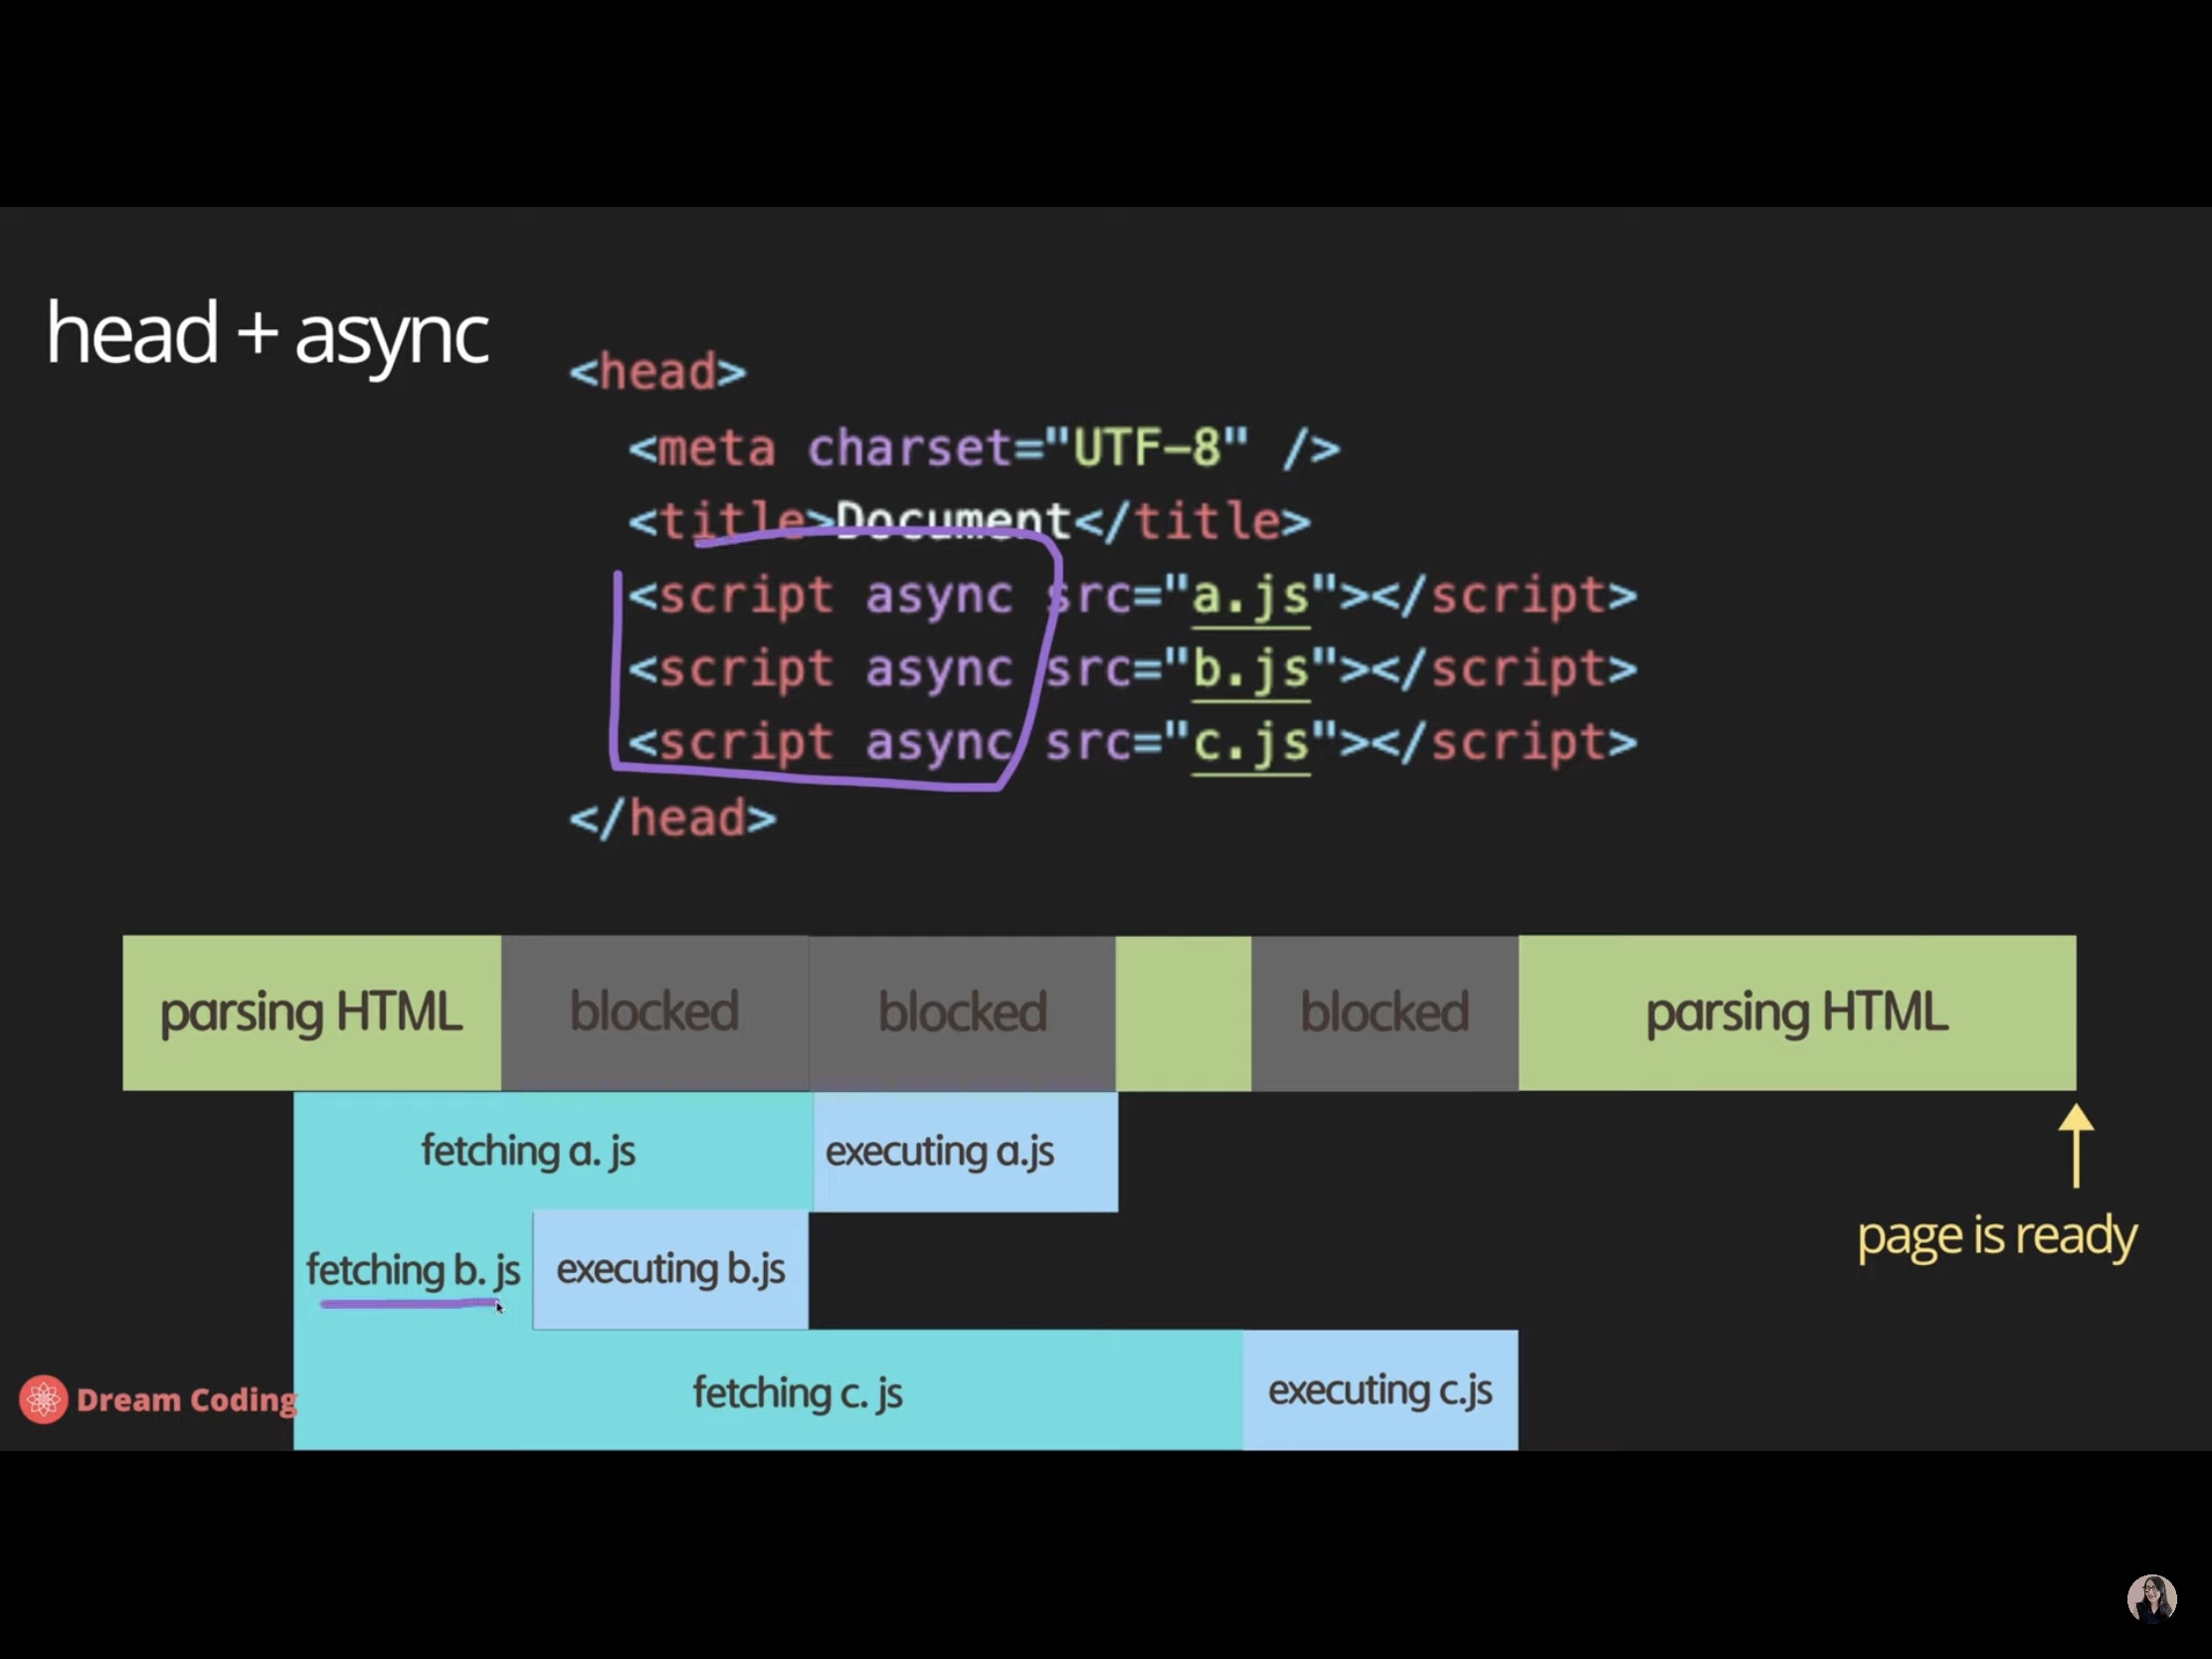 head + async
<head>
<meta charset="UTF-8" />
<title>Document</title>
<script async src="a.js"></script>
<script async src="b.js"></script>
<script async src="c.js"></script>
</head>
parsing HTML blocked blocked blocked parsing HTML
fetching a. js executing a.js
page is ready
fetching b. js executing b.js
fetching c. js executing c.js
Dream Coding